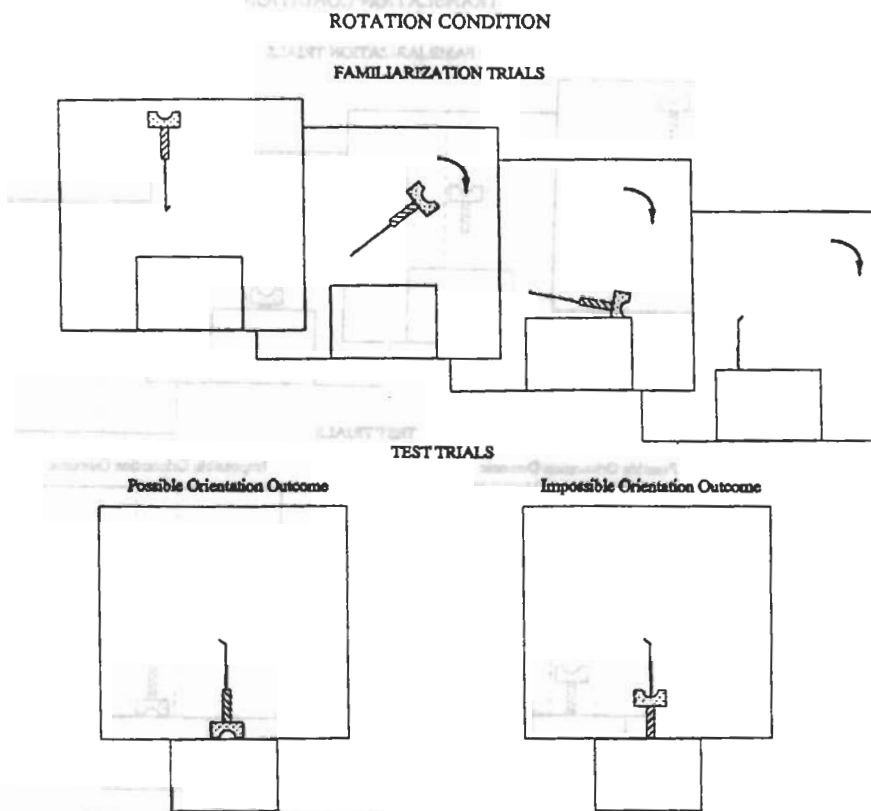 ROTATION CONDITION
FAMILIARIZATION TRIALS
TEST TRIALS
Possible Orientation Outcome
Impossible Orientation Outcome